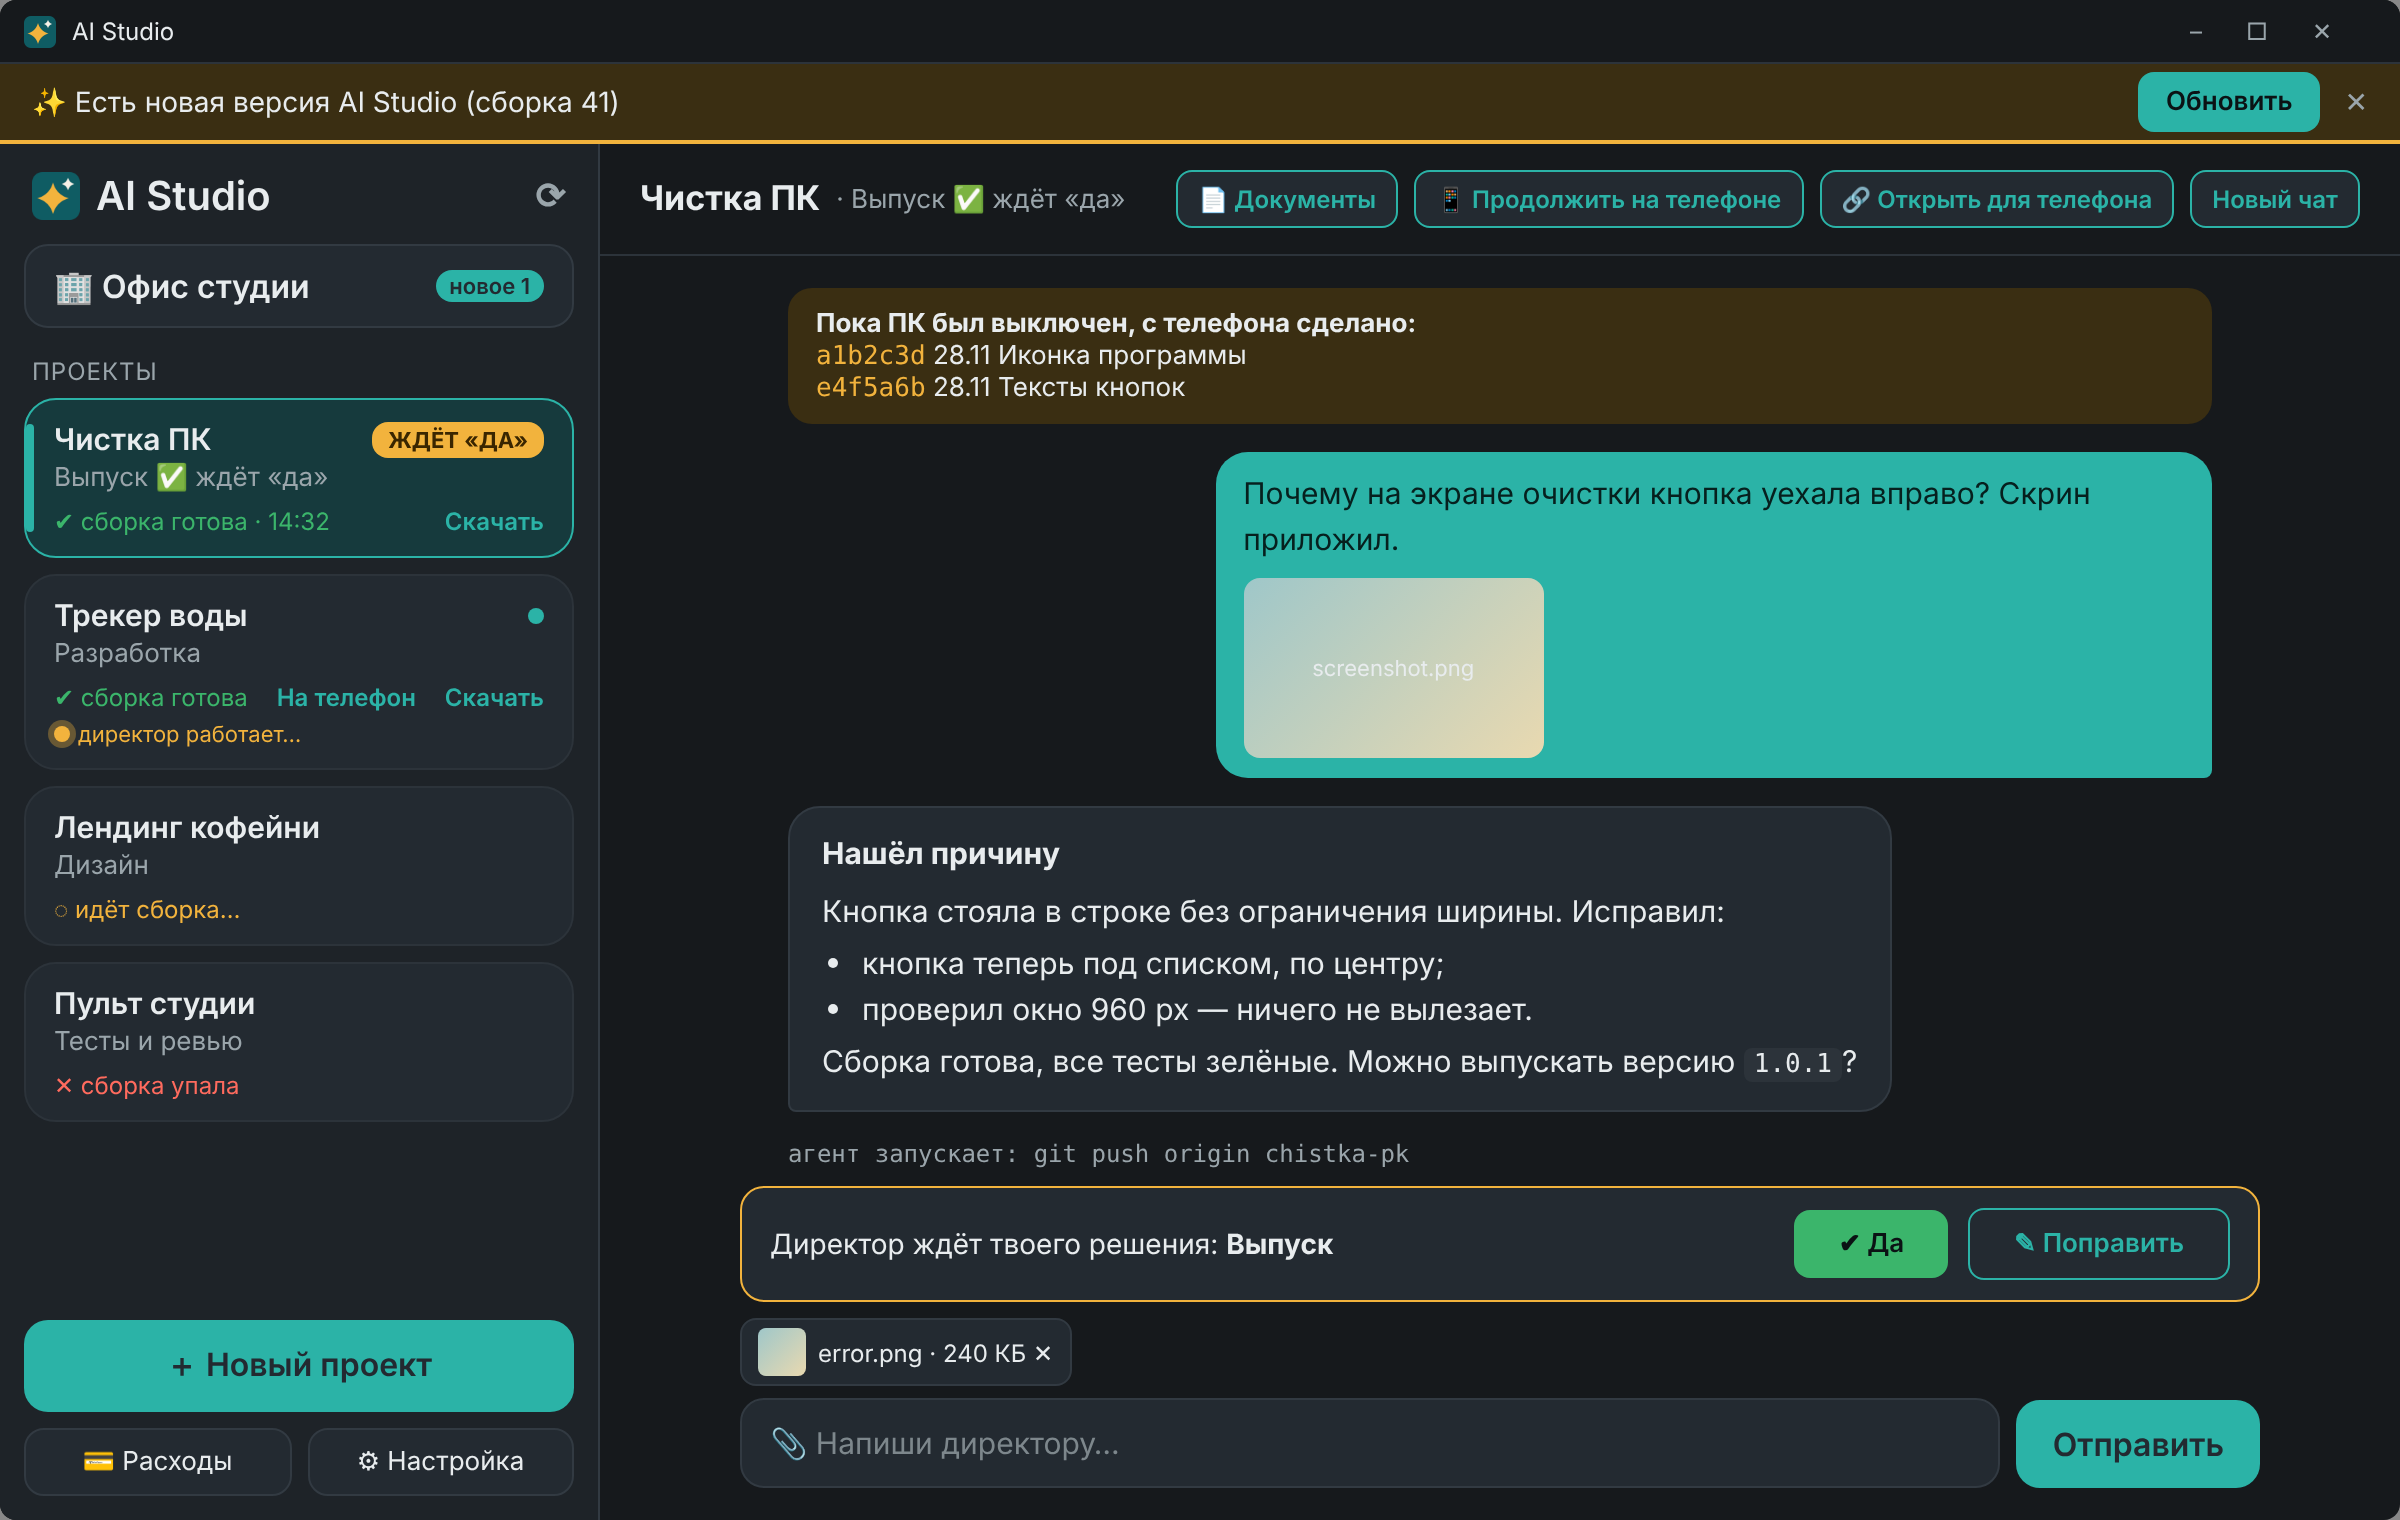 AI Studio
✨ Есть новая версия AI Studio (сборка 41)
Обновить ✕
AI Studio
🏢 Офис студии новое 1
ПРОЕКТЫ
Чистка ПК ЖДЁТ «ДА»
Выпуск ✅ ждёт «да»
✔ сборка готова · 14:32 Скачать
Трекер воды
Разработка
✔ сборка готова На телефон Скачать
директор работает...
Лендинг кофейни
Дизайн
идёт сборка...
Пульт студии
Тесты и ревью
✕ сборка упала
+ Новый проект
💳 Расходы ⚙ Настройка
Чистка ПК · Выпуск ✅ ждёт «да»
📄 Документы 📱 Продолжить на телефоне 🔗 Открыть для телефона Новый чат
Пока ПК был выключен, с телефона сделано:
a1b2c3d 28.11 Иконка программы
e4f5a6b 28.11 Тексты кнопок
Почему на экране очистки кнопка уехала вправо? Скрин
приложил.
screenshot.png
Нашёл причину
Кнопка стояла в строке без ограничения ширины. Исправил:
• кнопка теперь под списком, по центру;
• проверил окно 960 px — ничего не вылезает.
Сборка готова, все тесты зелёные. Можно выпускать версию 1.0.1 ?
агент запускает: git push origin chistka-pk
Директор ждёт твоего решения: Выпуск
✔ Да ✎ Поправить
error.png · 240 КБ ✕
📎 Напиши директору...
Отправить